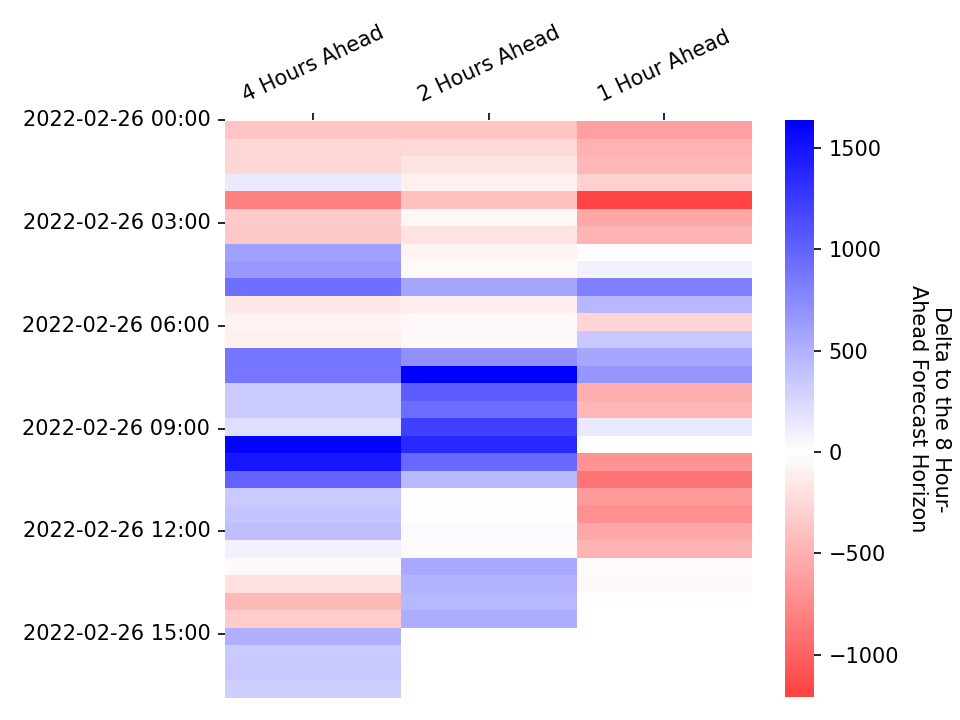 4 Hours Ahead
2 Hours Ahead
1 Hour Ahead
2022-02-26 00:00
2022-02-26 03:00
2022-02-26 06:00
2022-02-26 09:00
2022-02-26 12:00
2022-02-26 15:00
1500
1000
500
0
−500
−1000
Delta to the 8 Hour-
Ahead Forecast Horizon